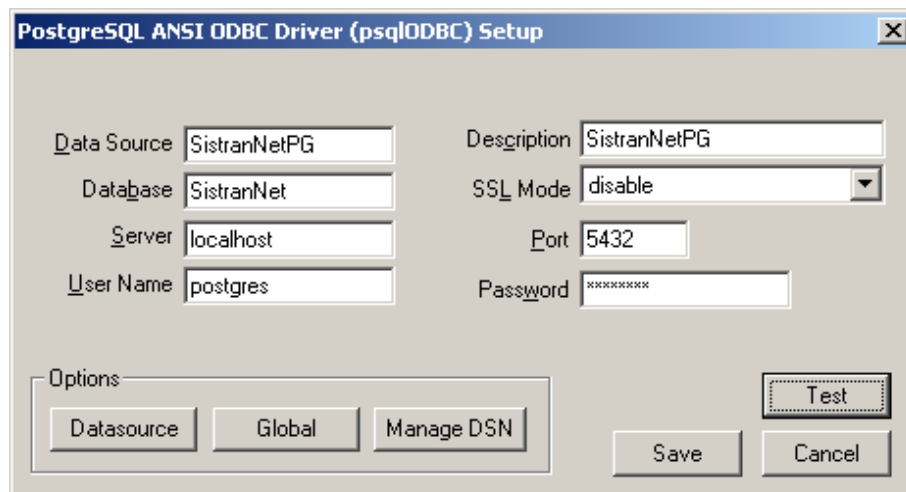 PostgreSQL ANSI ODBC Driver (psqlODBC) Setup
Data Source SistranNetPG
Description SistranNetPG
Database SistranNet
SSL Mode disable
Server localhost
Port 5432
User Name postgres
Password ********
Options
Datasource Global Manage DSN
Test
Save Cancel